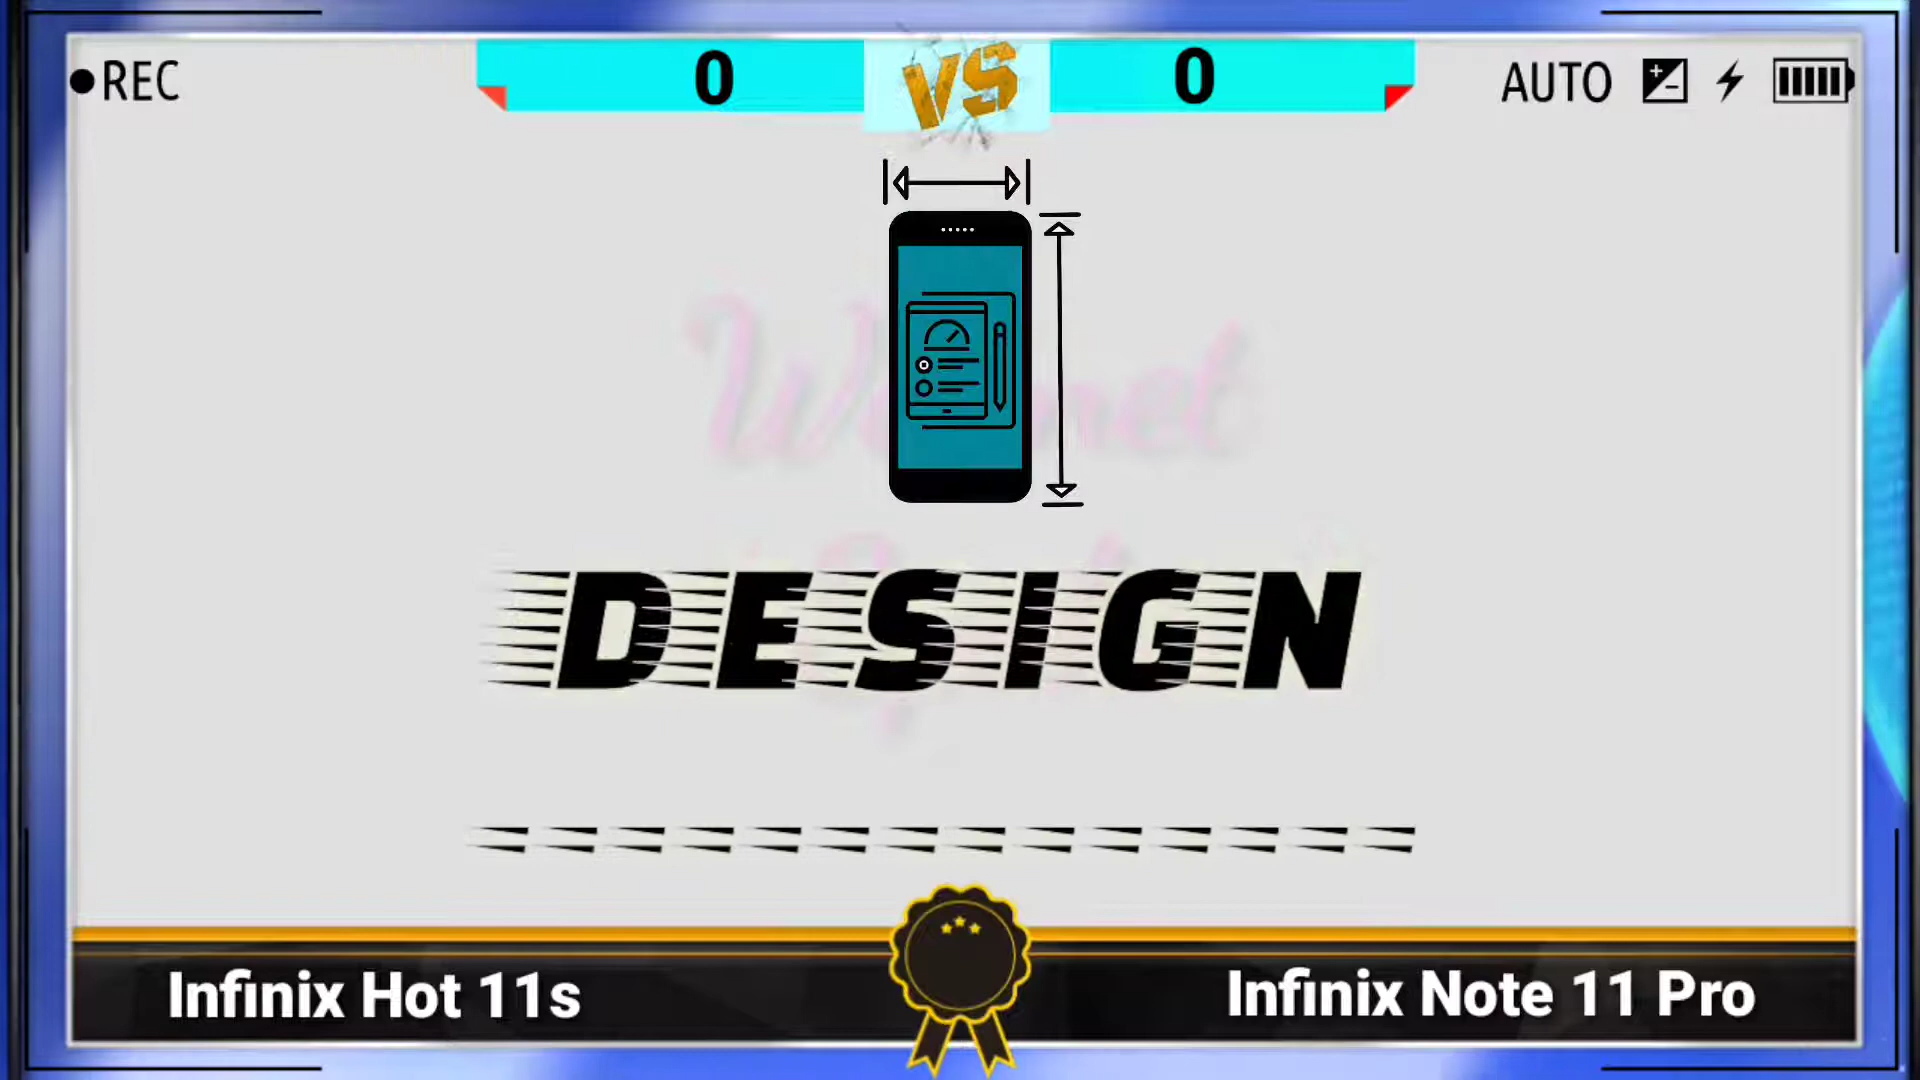 REC
0
VS
0
AUTO
DESIGN
Infinix Hot 11s
Infinix Note 11 Pro